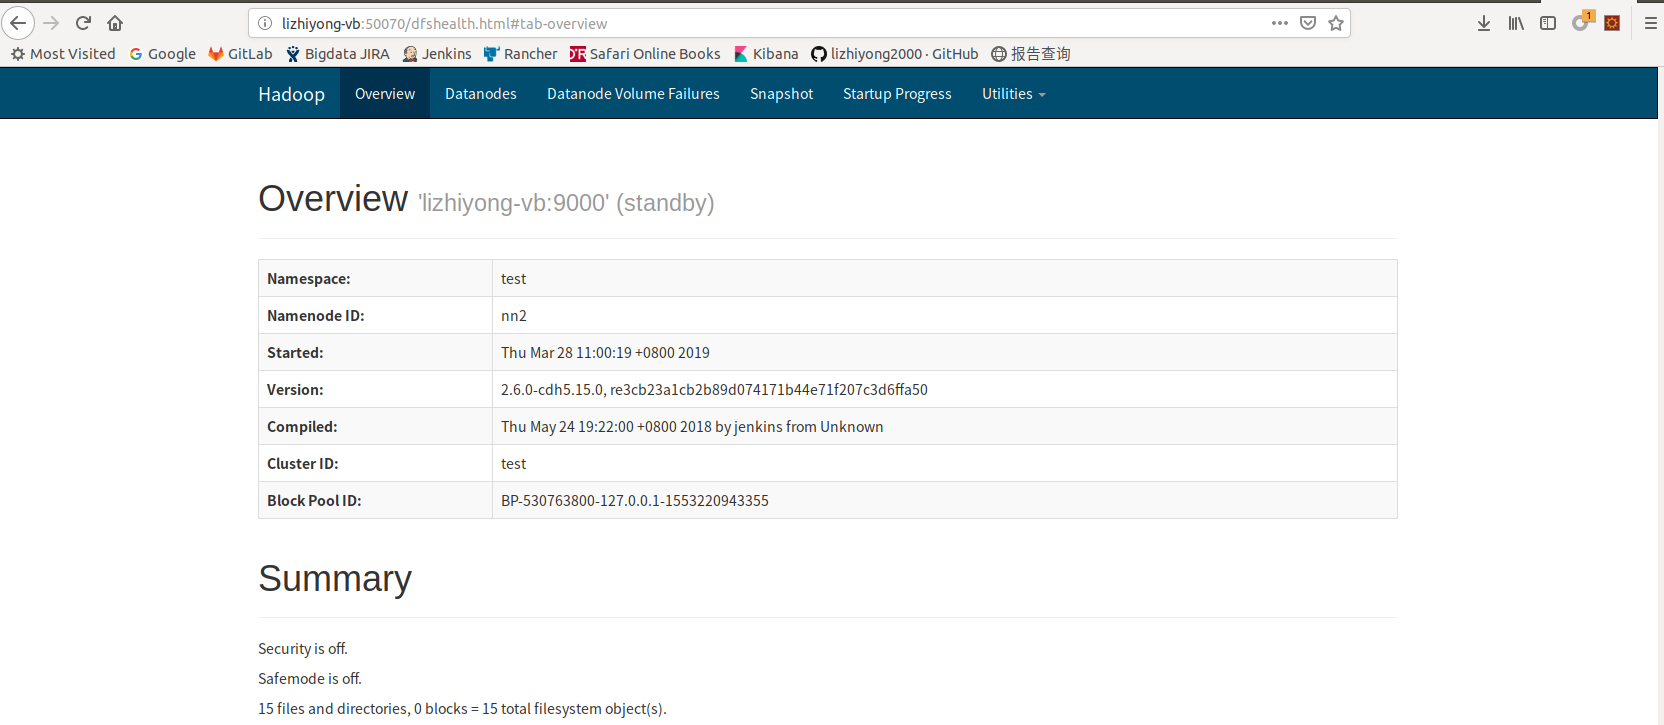 lizhiyong-vb:50070/dfshealth.html#tab-overview
1
Most Visited Google GitLab Bigdata JIRA Jenkins Rancher Safari Online Books Kibana lizhiyong2000 · GitHub 报告查询
Hadoop Overview Datanodes Datanode Volume Failures Snapshot Startup Progress Utilities
Overview 'lizhiyong-vb:9000' (standby)
Namespace: test
Namenode ID: nn2
Started: Thu Mar 28 11:00:19 +0800 2019
Version: 2.6.0-cdh5.15.0, re3cb23a1cb2b89d074171b44e71f207c3d6ffa50
Compiled: Thu May 24 19:22:00 +0800 2018 by jenkins from Unknown
Cluster ID: test
Block Pool ID: BP-530763800-127.0.0.1-1553220943355
Summary
Security is off.
Safemode is off.
15 files and directories, 0 blocks = 15 total filesystem object(s).